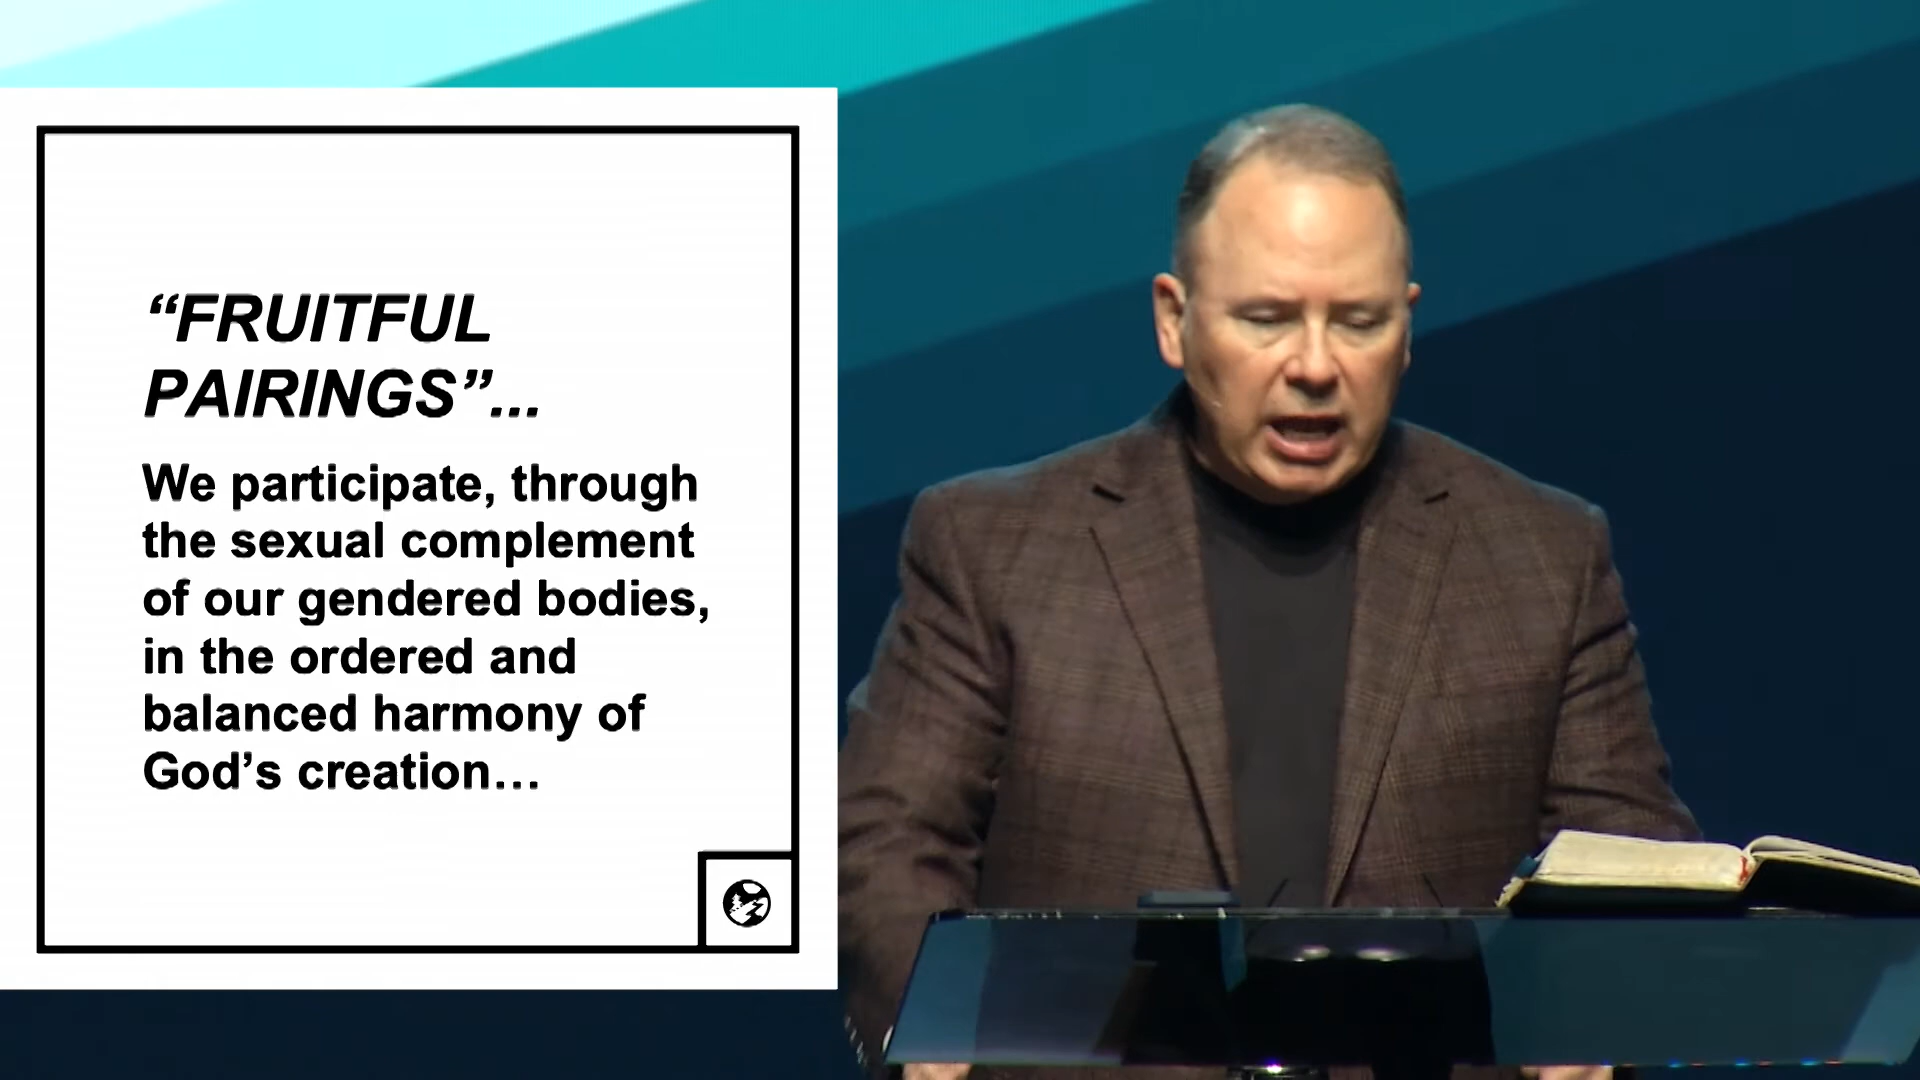 “FRUITFUL
PAIRINGS”...
We participate, through
the sexual complement
of our gendered bodies,
in the ordered and
balanced harmony of
God’s creation…